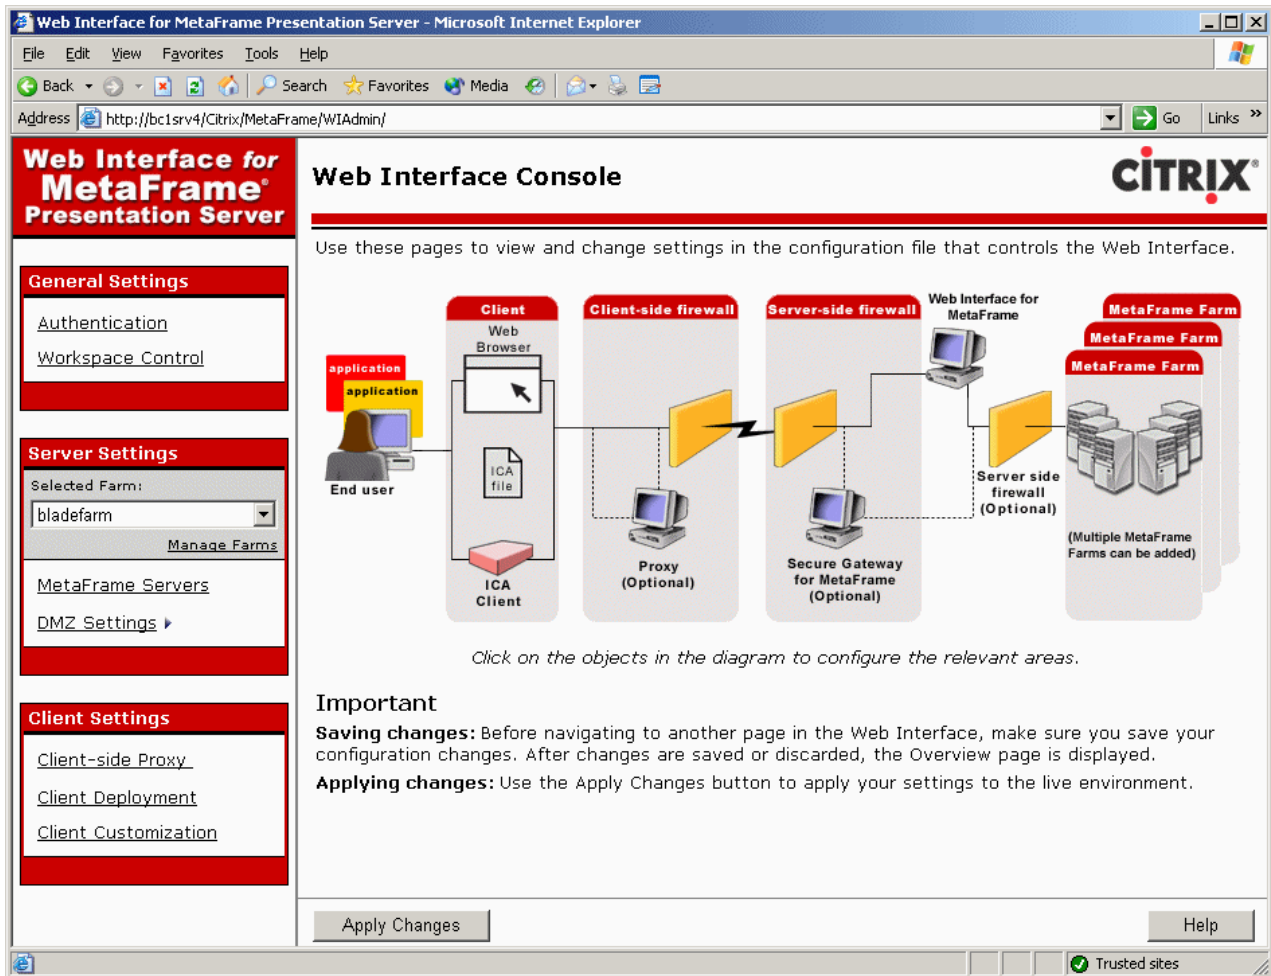 Web Interface for MetaFrame Presentation Server - Microsoft Internet Explorer
File Edit View Favorites Tools Help
Back Search Favorites Media
Address http://bc1srv4/Citrix/MetaFrame/WIAdmin/ Go Links »
Web Interface for
MetaFrame®
Presentation Server
General Settings
Authentication
Workspace Control
Server Settings
Selected Farm:
bladefarm
Manage Farms
MetaFrame Servers
DMZ Settings
Client Settings
Client-side Proxy
Client Deployment
Client Customization
Web Interface Console
CİTRIX®
Use these pages to view and change settings in the configuration file that controls the Web Interface.
application
application
End user
Client
Web
Browser
ICA
file
ICA
Client
Client-side firewall
Proxy
(Optional)
Server-side firewall
Secure Gateway
for MetaFrame
(Optional)
Web Interface for
MetaFrame
Server side
firewall
(Optional)
MetaFrame Farm
MetaFrame Farm
MetaFrame Farm
(Multiple MetaFrame
Farms can be added)
Click on the objects in the diagram to configure the relevant areas.
Important
Saving changes: Before navigating to another page in the Web Interface, make sure you save your
configuration changes. After changes are saved or discarded, the Overview page is displayed.
Applying changes: Use the Apply Changes button to apply your settings to the live environment.
Apply Changes Help
Trusted sites